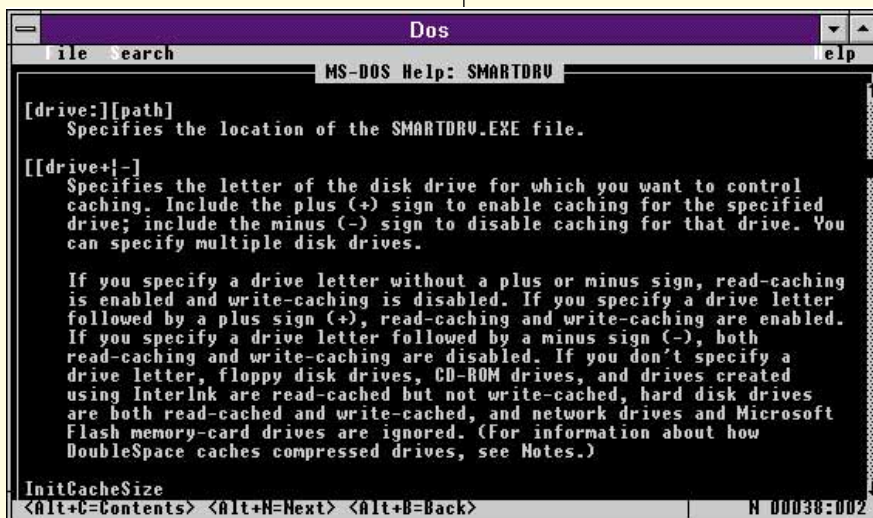 Dos
File Search Help
MS-DOS Help: SMARTDRV
[drive:][path]
Specifies the location of the SMARTDRV.EXE file.
[[drive+¦-]
Specifies the letter of the disk drive for which you want to control
caching. Include the plus (+) sign to enable caching for the specified
drive; include the minus (-) sign to disable caching for that drive. You
can specify multiple disk drives.
If you specify a drive letter without a plus or minus sign, read-caching
is enabled and write-caching is disabled. If you specify a drive letter
followed by a plus sign (+), read-caching and write-caching are enabled.
If you specify a drive letter followed by a minus sign (-), both
read-caching and write-caching are disabled. If you don't specify a
drive letter, floppy disk drives, CD-ROM drives, and drives created
using Interlnk are read-cached but not write-cached, hard disk drives
are both read-cached and write-cached, and network drives and Microsoft
Flash memory-card drives are ignored. (For information about how
DoubleSpace caches compressed drives, see Notes.)
InitCacheSize
<Alt+C=Contents> <Alt+N=Next> <Alt+B=Back> N 00038:002